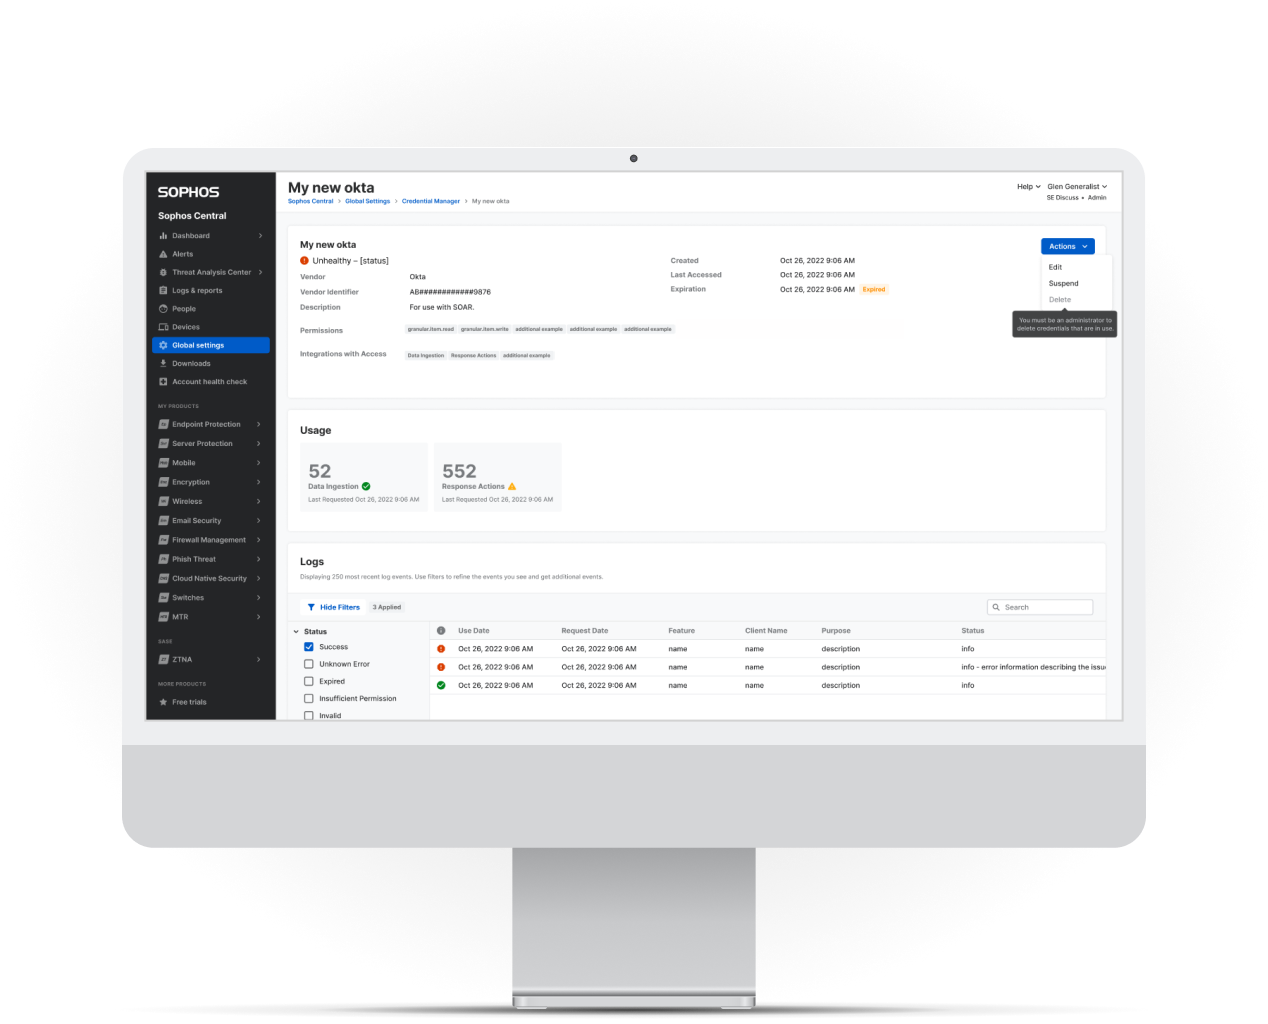 SOPHOS
Sophos Central
Dashboard
Alerts
Threat Analysis Center
Logs & reports
People
Devices
Global settings
Downloads
Account health check
MY PRODUCTS
Endpoint Protection
Server Protection
Mobile
Encryption
Wireless
Email Security
Firewall Management
Phish Threat
Cloud Native Security
Switches
MTR
SASE
ZTNA
MORE PRODUCTS
Free trials
My new okta
Sophos Central > Global Settings > Credential Manager > My new okta
Help Glen Generalist
SE Discuss • Admin
My new okta
Unhealthy – [status]
Vendor Okta
Vendor Identifier AB############9876
Description For use with SOAR.
Permissions granular.item.read granular.item.write additional example additional example additional example
Integrations with Access Data Ingestion Response Actions additional example
Created Oct 26, 2022 9:06 AM
Last Accessed Oct 26, 2022 9:06 AM
Expiration Oct 26, 2022 9:06 AM Expired
Actions
Edit
Suspend
Delete
You must be an administrator to
delete credentials that are in use.
Usage
52
Data Ingestion
Last Requested Oct 26, 2022 9:06 AM
552
Response Actions
Last Requested Oct 26, 2022 9:06 AM
Logs
Displaying 250 most recent log events. Use filters to refine the events you see and get additional events.
Hide Filters 3 Applied
Search
Status
Success
Unknown Error
Expired
Insufficient Permission
Invalid
Use Date Request Date Feature Client Name Purpose Status
Oct 26, 2022 9:06 AM Oct 26, 2022 9:06 AM name name description info
Oct 26, 2022 9:06 AM Oct 26, 2022 9:06 AM name name description info - error information describing the issu
Oct 26, 2022 9:06 AM Oct 26, 2022 9:06 AM name name description info